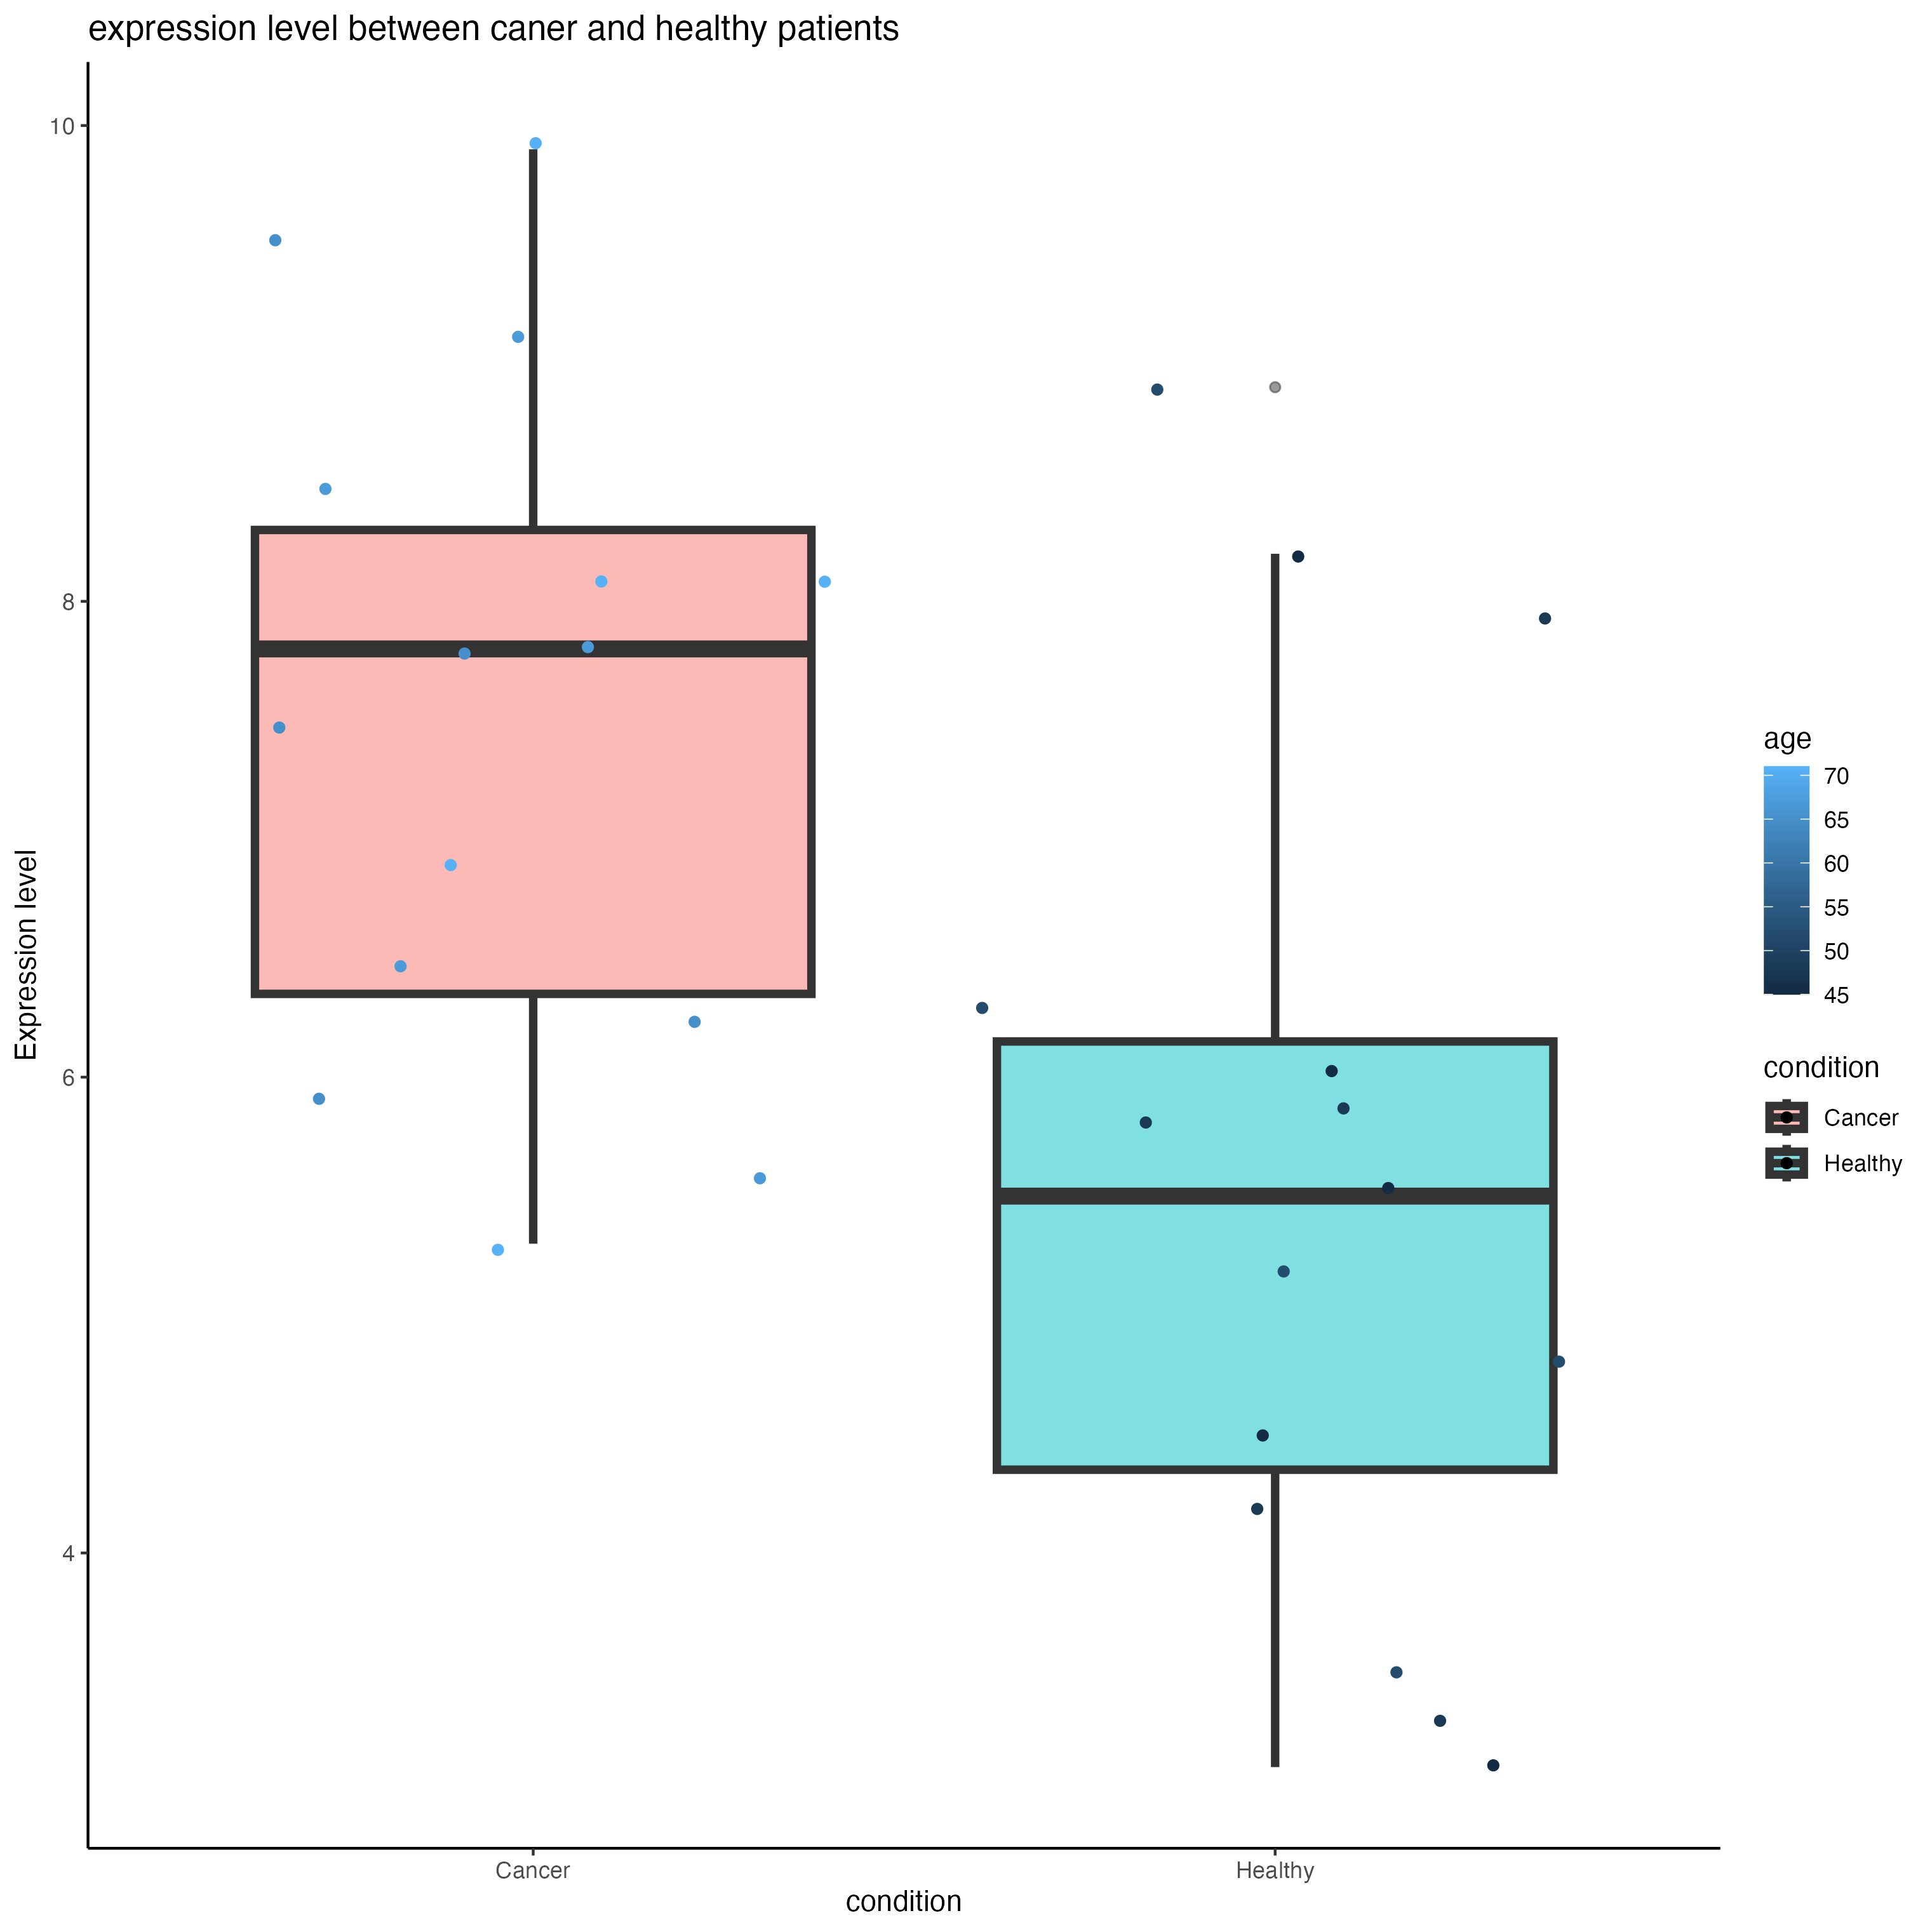 expression level between caner and healthy patients
10
8
6
4
Expression level
Cancer
Healthy
condition
age
70
65
60
55
50
45
condition
Cancer
Healthy